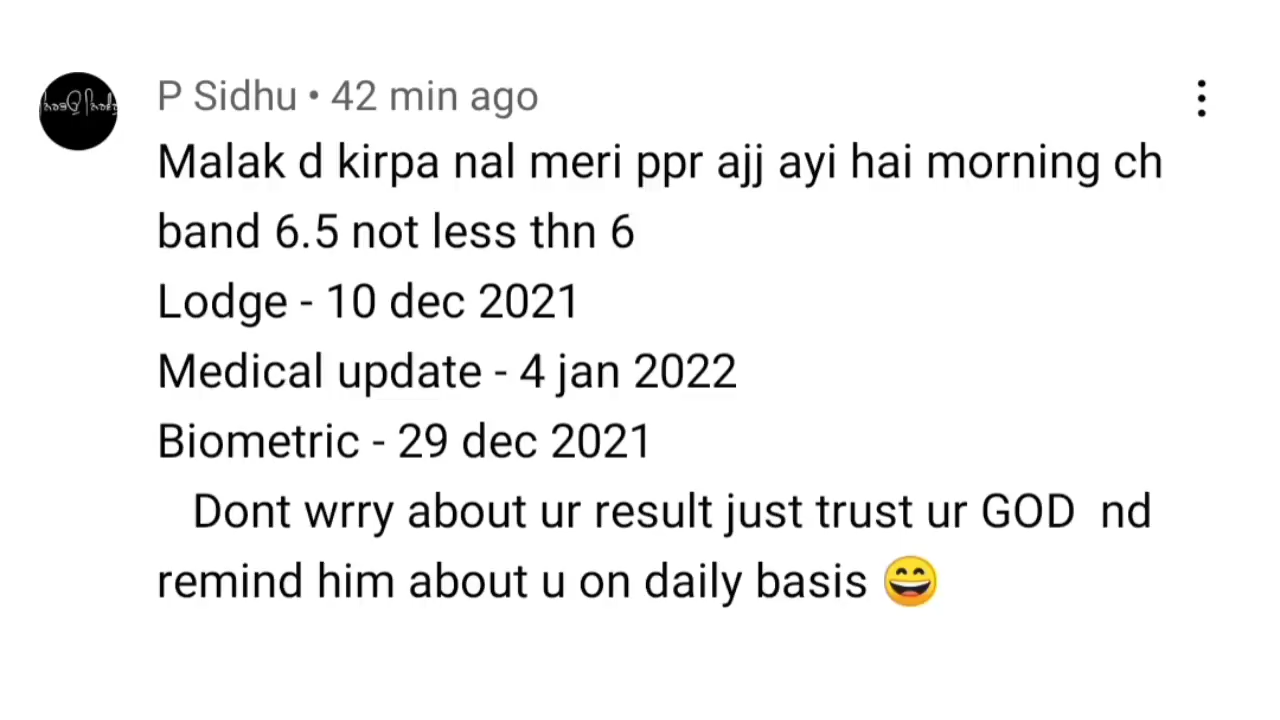 P Sidhu • 42 min ago
Malak d kirpa nal meri ppr ajj ayi hai morning ch
band 6.5 not less thn 6
Lodge - 10 dec 2021
Medical update - 4 jan 2022
Biometric - 29 dec 2021
Dont wrry about ur result just trust ur GOD  nd
remind him about u on daily basis 😄